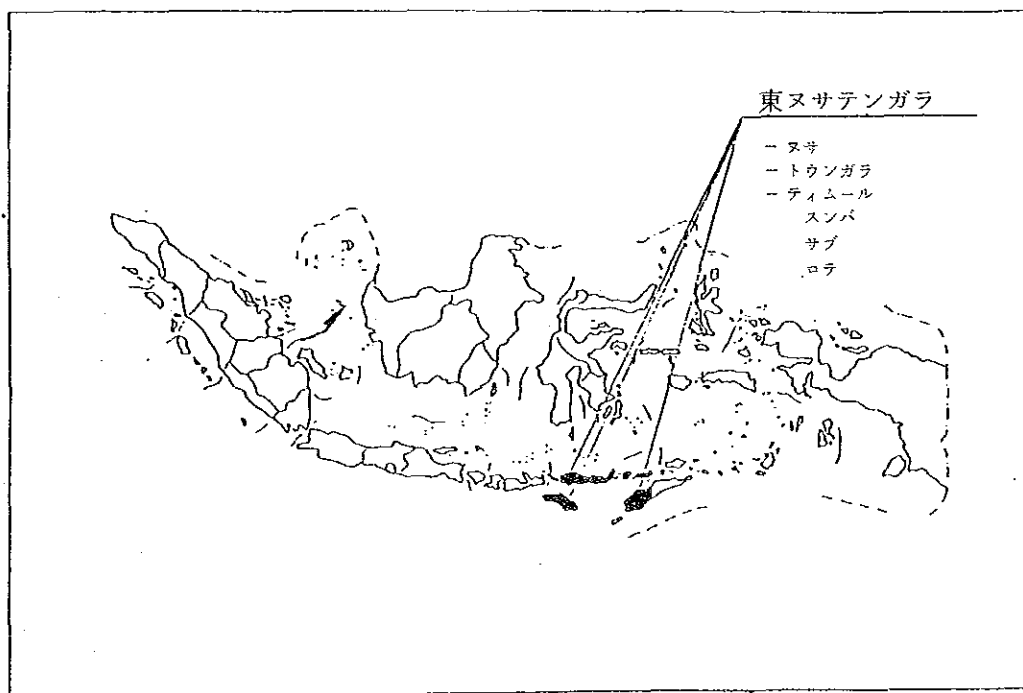 東ヌサテンガラ
ー ヌサ
ー トウンガラ
ー ティムール
スンバ
サブ
ロテ